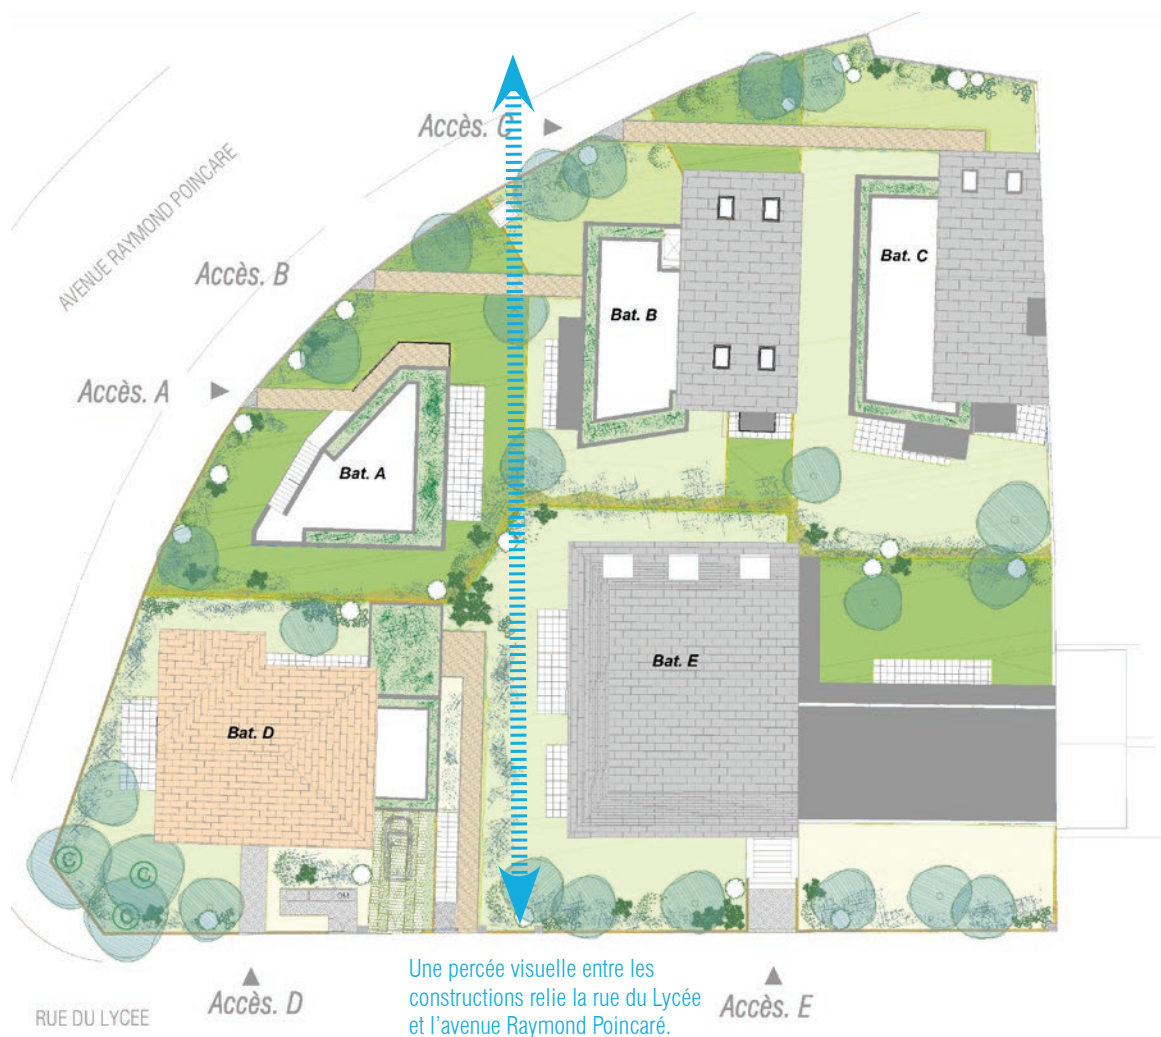 Accès. C
AVENUE RAYMOND POINCARE
Accès. B
Bat. C
Bat. B
Accès. A
Bat. A
Bat. E
Bat. D
C
C
C
OM
Une percée visuelle entre les
constructions relie la rue du Lycée
et l'avenue Raymond Poincaré.
Accès. D
Accès. E
RUE DU LYCEE